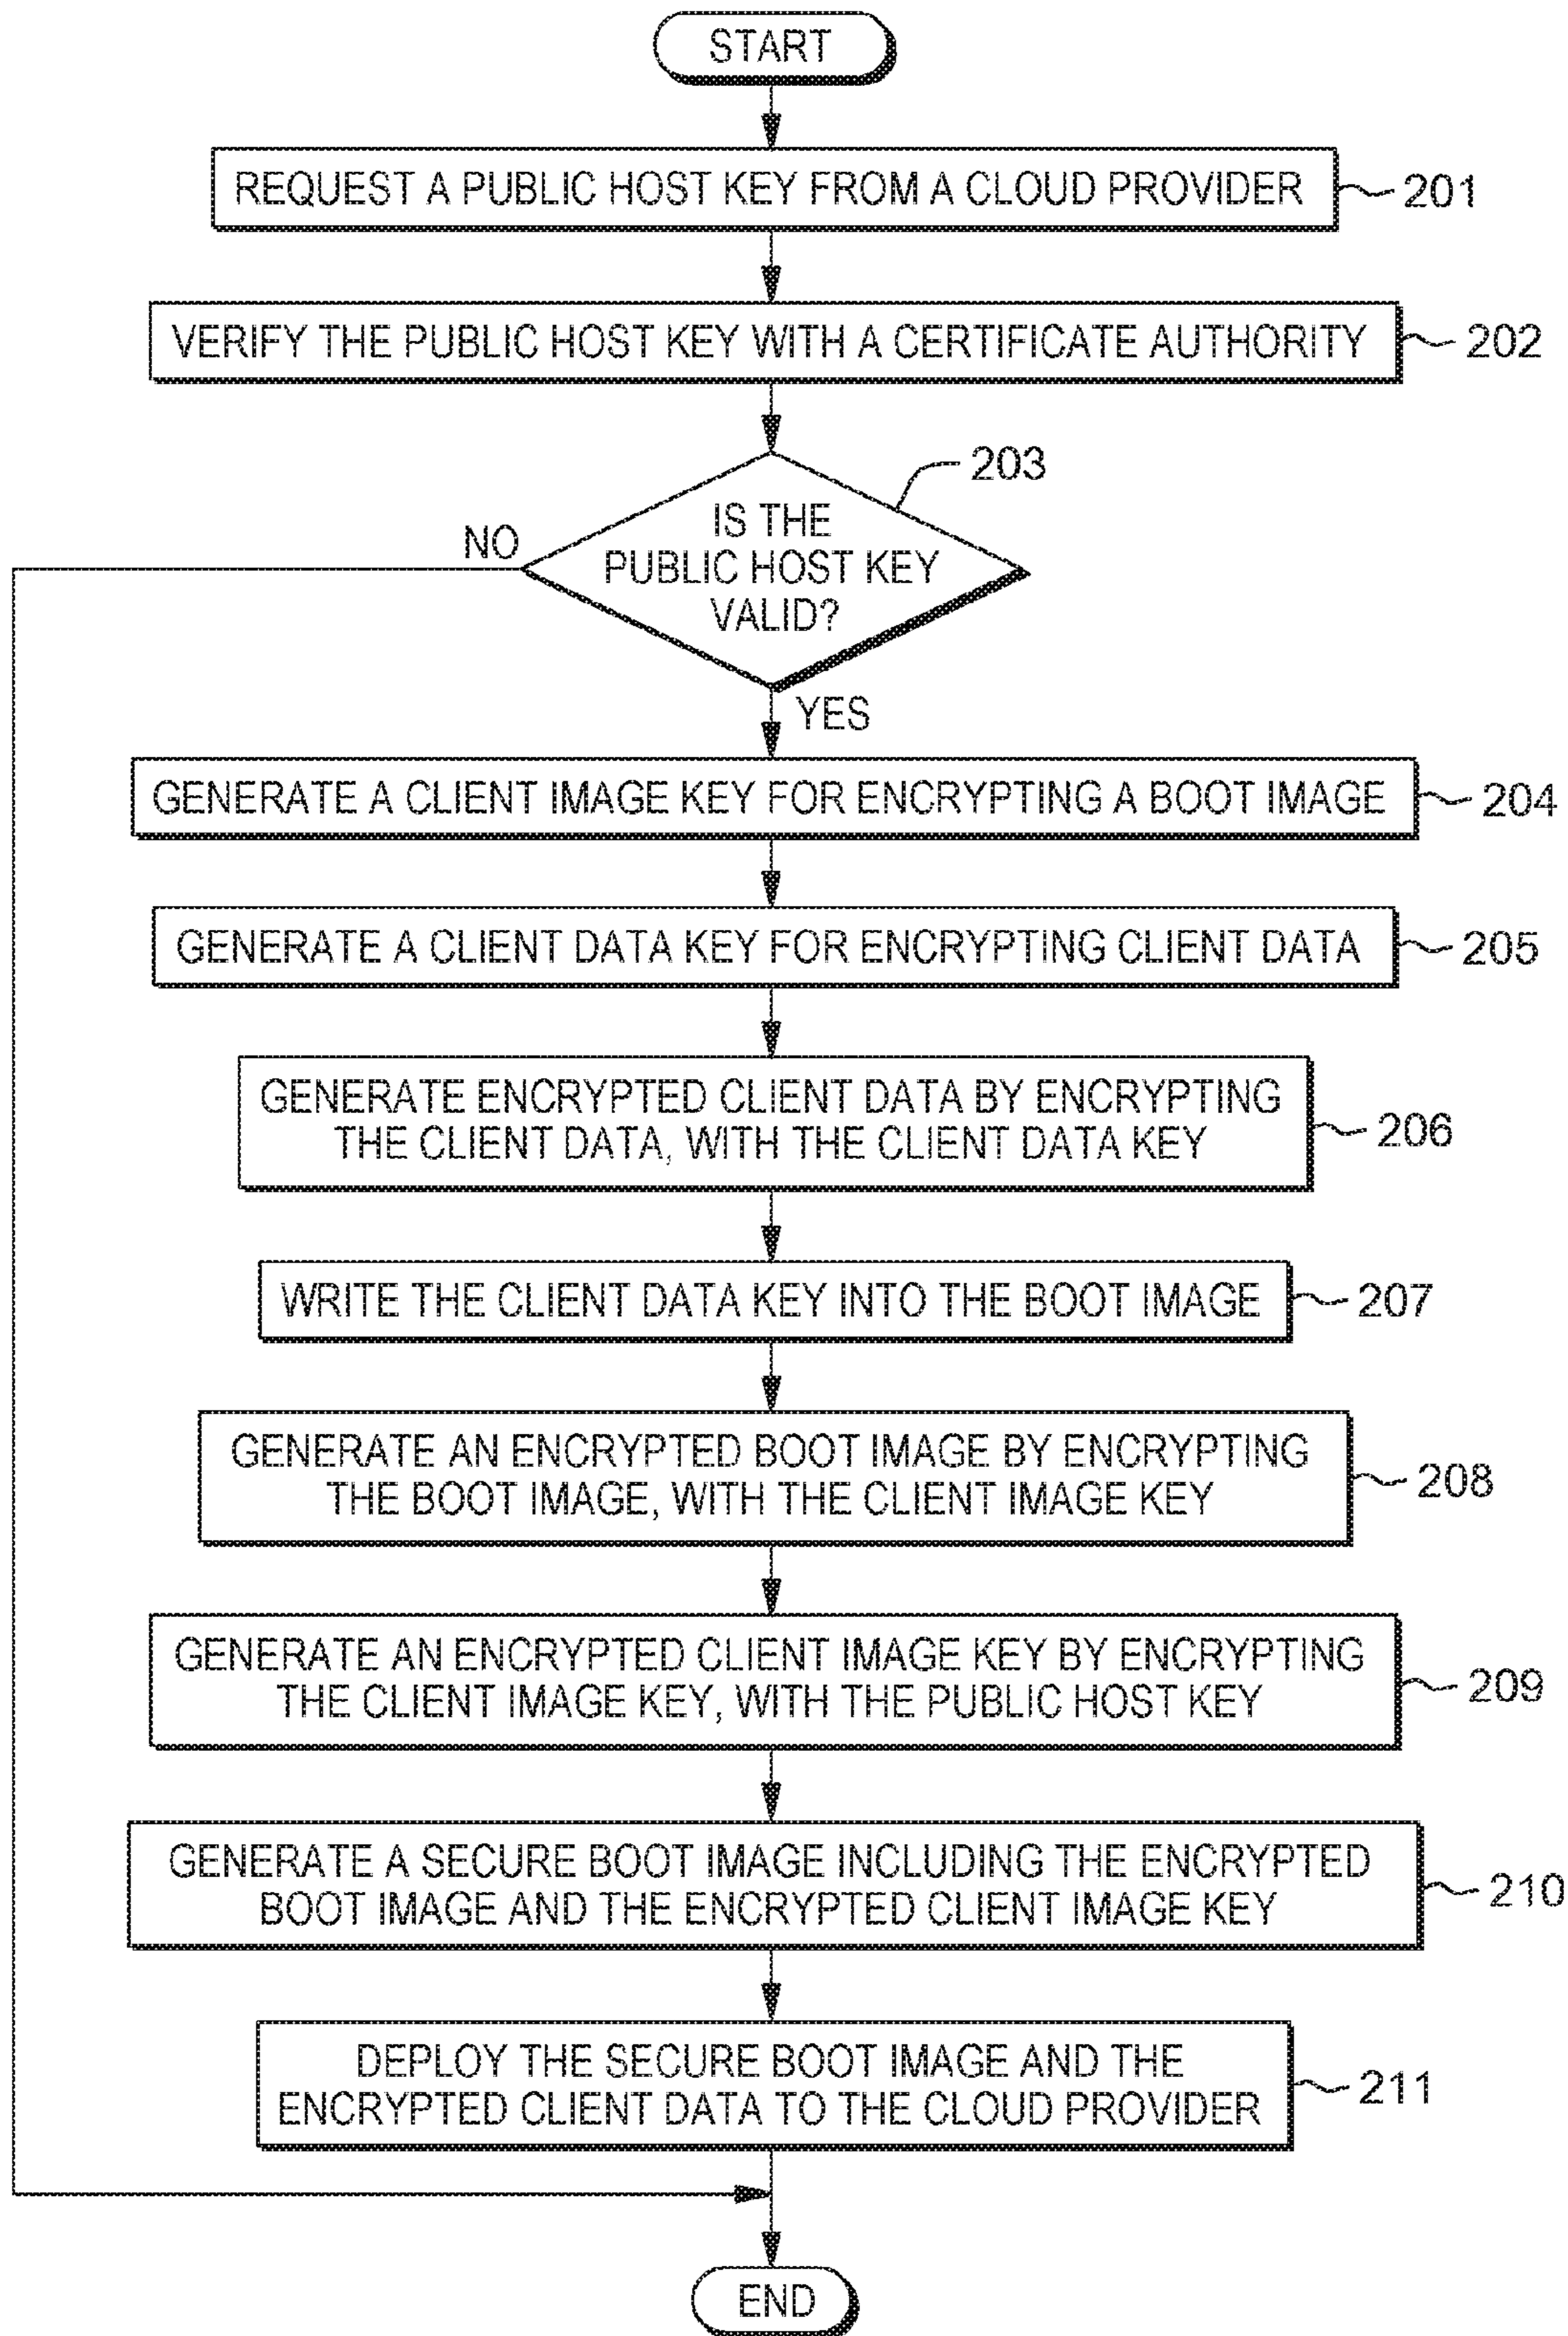 START
REQUEST A PUBLIC HOST KEY FROM A CLOUD PROVIDER
201
VERIFY THE PUBLIC HOST KEY WITH A CERTIFICATE AUTHORITY
202
203
IS THE
PUBLIC HOST KEY
VALID?
NO
YES
GENERATE A CLIENT IMAGE KEY FOR ENCRYPTING A BOOT IMAGE
204
GENERATE A CLIENT DATA KEY FOR ENCRYPTING CLIENT DATA
205
GENERATE ENCRYPTED CLIENT DATA BY ENCRYPTING
THE CLIENT DATA, WITH THE CLIENT DATA KEY
206
WRITE THE CLIENT DATA KEY INTO THE BOOT IMAGE
207
GENERATE AN ENCRYPTED BOOT IMAGE BY ENCRYPTING
THE BOOT IMAGE, WITH THE CLIENT IMAGE KEY
208
GENERATE AN ENCRYPTED CLIENT IMAGE KEY BY ENCRYPTING
THE CLIENT IMAGE KEY, WITH THE PUBLIC HOST KEY
209
GENERATE A SECURE BOOT IMAGE INCLUDING THE ENCRYPTED
BOOT IMAGE AND THE ENCRYPTED CLIENT IMAGE KEY
210
DEPLOY THE SECURE BOOT IMAGE AND THE
ENCRYPTED CLIENT DATA TO THE CLOUD PROVIDER
211
END